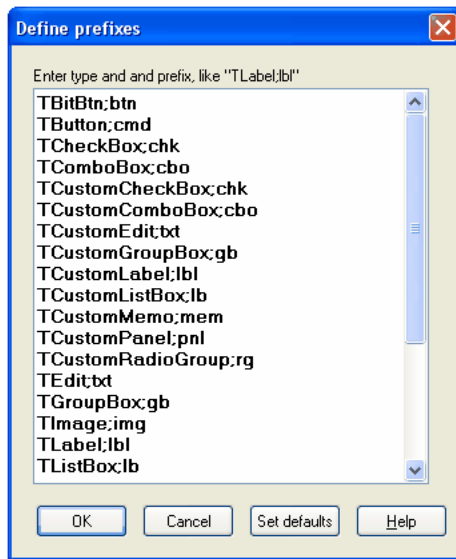 Define prefixes
Enter type and and prefix, like "TLabel;lbl"
TBitBtn;btn
TButton;cmd
TCheckBox;chk
TComboBox;cbo
TCustomCheckBox;chk
TCustomComboBox;cbo
TCustomEdit;txt
TCustomGroupBox;gb
TCustomLabel;lbl
TCustomListBox;lb
TCustomMemo;mem
TCustomPanel;pnl
TCustomRadioGroup;rg
TEdit;txt
TGroupBox;gb
TImage;img
TLabel;lbl
TListBox;lb
OK Cancel Set defaults Help